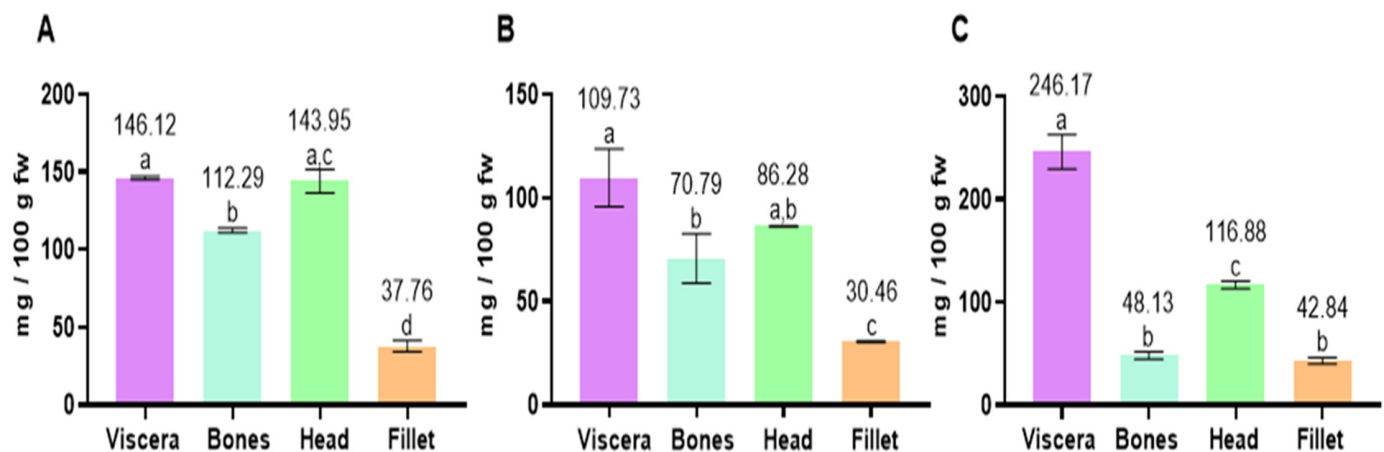 A
mg / 100 g fw
200
150
100
50
0
146.12
a
112.29
b
143.95
a,c
37.76
d
Viscera Bones Head Fillet
B
mg / 100 g fw
150
100
50
0
109.73
a
70.79
b
86.28
a,b
30.46
c
Viscera Bones Head Fillet
C
mg / 100 g fw
300
200
100
0
246.17
a
48.13
b
116.88
c
42.84
b
Viscera Bones Head Fillet